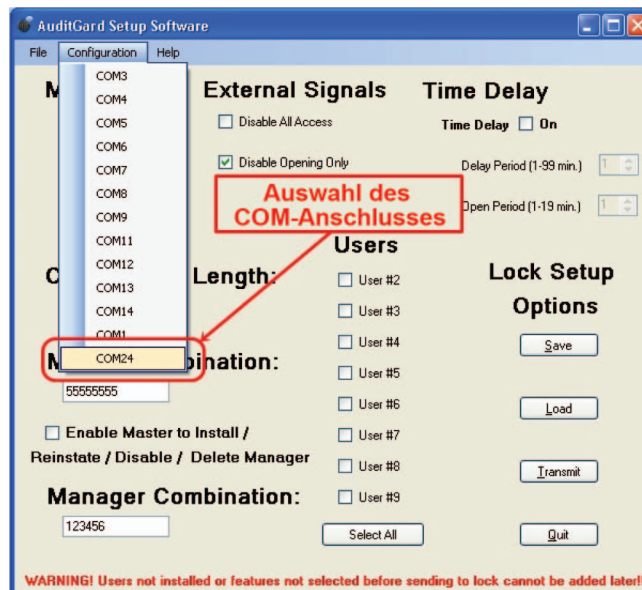 AuditGard Setup Software
File Configuration Help
COM3
COM4
COM5
COM6
COM7
COM8
COM9
COM11
COM12
COM13
COM14
COM1
COM24
External Signals
Disable All Access
Disable Opening Only
Time Delay
Time Delay On
Delay Period (1-99 min.) 1
Open Period (1-19 min.) 1
Auswahl des
COM-Anschlusses
Length:
bination:
55555555
Enable Master to Install /
Reinstate / Disable / Delete Manager
Manager Combination:
123456
Users
User #2
User #3
User #4
User #5
User #6
User #7
User #8
User #9
Select All
Lock Setup
Options
Save
Load
Transmit
Quit
WARNING! Users not installed or features not selected before sending to lock cannot be added later!!